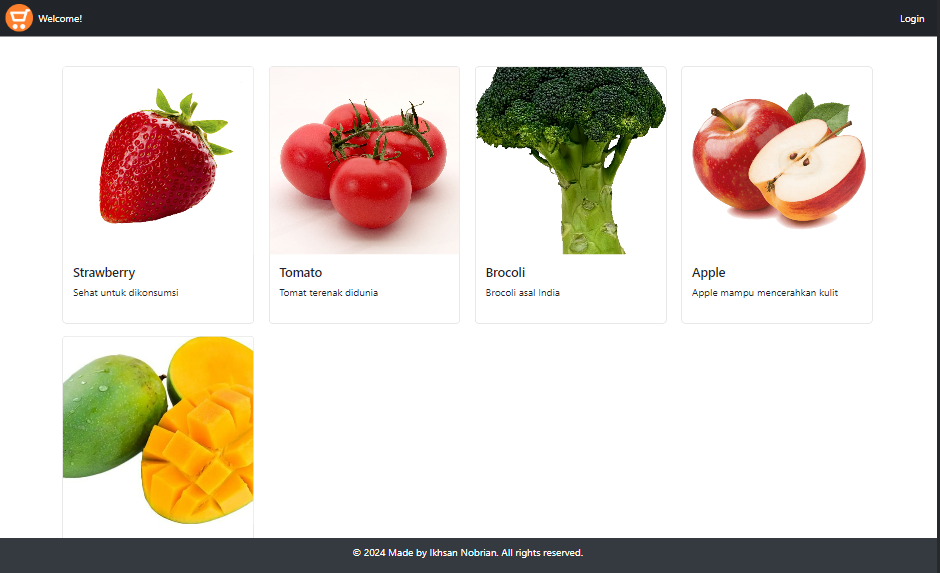 Welcome!
Login
Strawberry
Sehat untuk dikonsumsi
Tomato
Tomat terenak didunia
Brocoli
Brocoli asal India
Apple
Apple mampu mencerahkan kulit
© 2024 Made by Ikhsan Nobrian. All rights reserved.